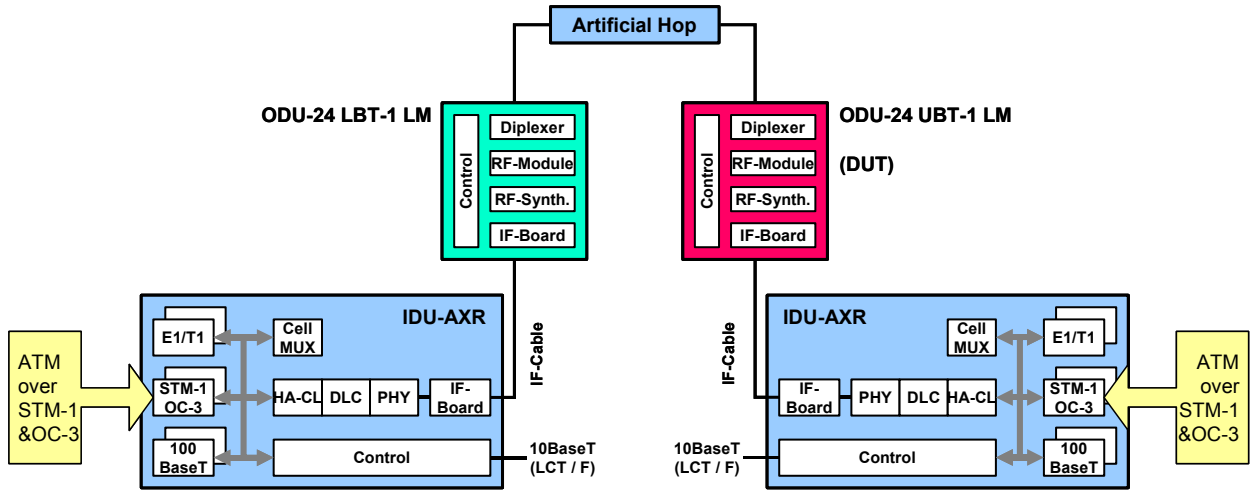 Artificial Hop
ODU-24 LBT-1 LM
Control
Diplexer
RF-Module
RF-Synth.
IF-Board
Control
Diplexer
RF-Module
RF-Synth.
IF-Board
ODU-24 UBT-1 LM
(DUT)
ATM
over
STM-1
&OC-3
IDU-AXR
E1/T1
Cell
MUX
STM-1
OC-3
HA-CL
DLC
PHY
IF-
Board
100
BaseT
Control
IF-Cable
10BaseT
(LCT / F)
IF-Cable
10BaseT
(LCT / F)
IDU-AXR
Cell
MUX
E1/T1
IF-
Board
PHY
DLC
HA-CL
STM-1
OC-3
Control
100
BaseT
ATM
over
STM-1
&OC-3